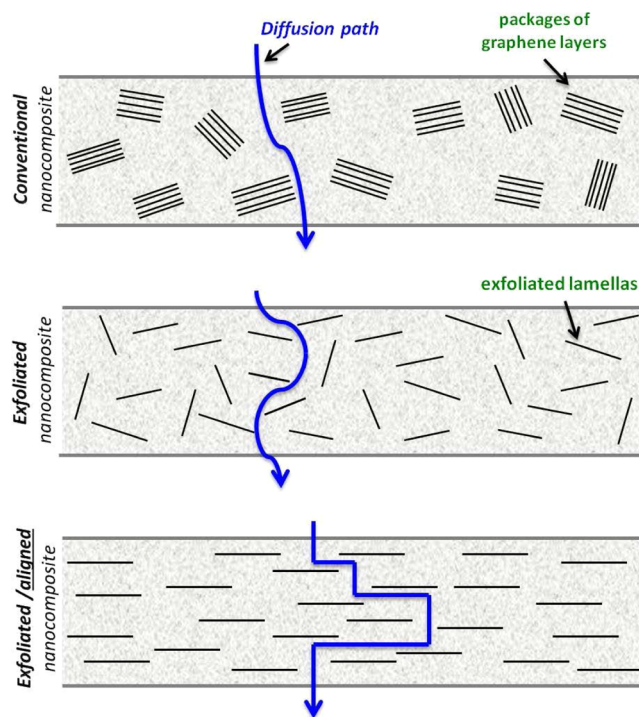 Diffusion path
packages of
graphene layers
Conventional
nanocomposite
exfoliated lamellas
Exfoliated
nanocomposite
Exfoliated /aligned
nanocomposite